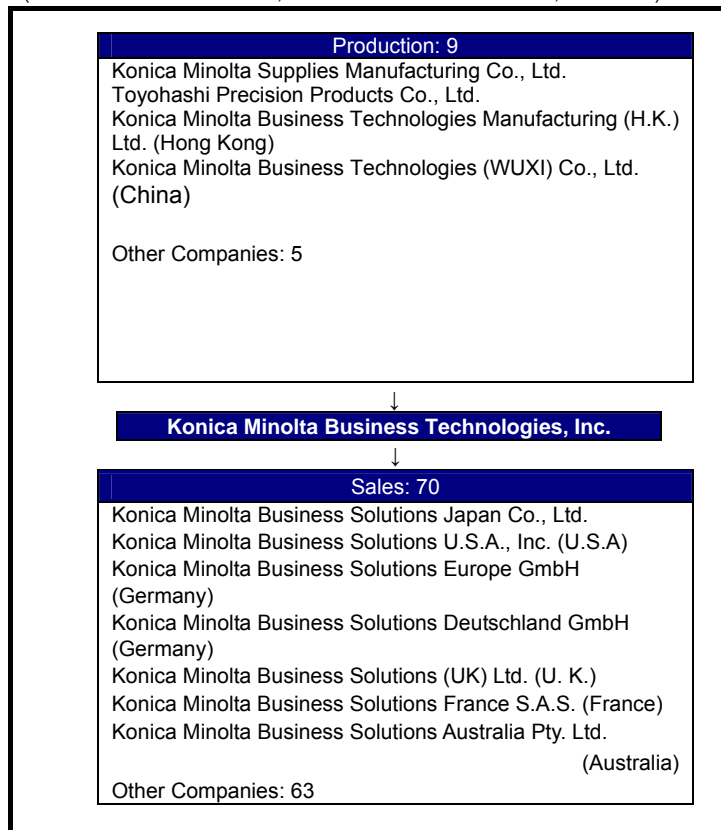 Production: 9
Konica Minolta Supplies Manufacturing Co., Ltd.
Toyohashi Precision Products Co., Ltd.
Konica Minolta Business Technologies Manufacturing (H.K.)
Ltd. (Hong Kong)
Konica Minolta Business Technologies (WUXI) Co., Ltd.
(China)
Other Companies: 5
↓
Konica Minolta Business Technologies, Inc.
↓
Sales: 70
Konica Minolta Business Solutions Japan Co., Ltd.
Konica Minolta Business Solutions U.S.A., Inc. (U.S.A)
Konica Minolta Business Solutions Europe GmbH
(Germany)
Konica Minolta Business Solutions Deutschland GmbH
(Germany)
Konica Minolta Business Solutions (UK) Ltd. (U. K.)
Konica Minolta Business Solutions France S.A.S. (France)
Konica Minolta Business Solutions Australia Pty. Ltd.
(Australia)
Other Companies: 63